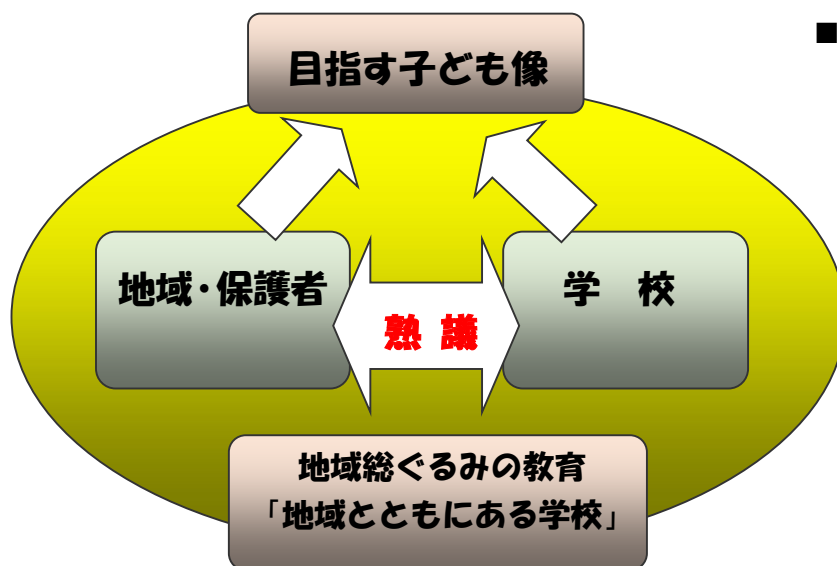 ■
目指す子ども像
地域・保護者
学　校
熟 議
地域総ぐるみの教育
「地域とともにある学校」